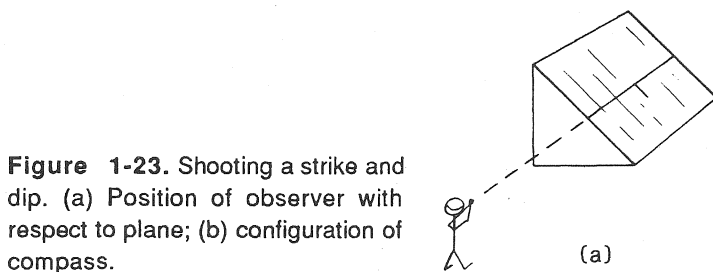 Figure 1-23. Shooting a strike and
dip. (a) Position of observer with
respect to plane; (b) configuration of
compass.
(a)